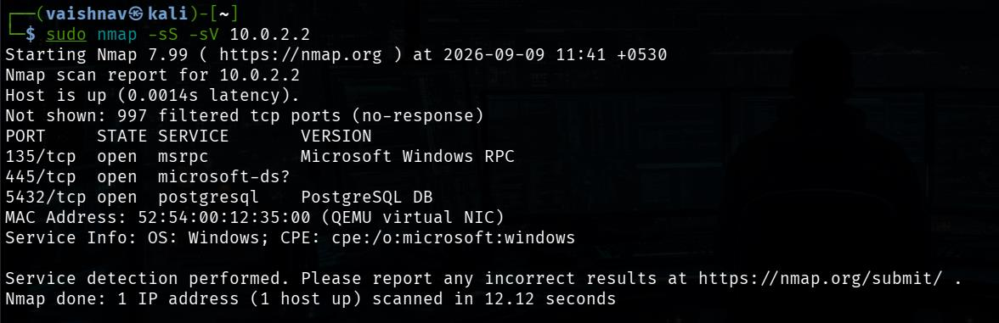 ┌──(vaishnav㉿kali)-[~]
└─$ sudo nmap -sS -sV 10.0.2.2
Starting Nmap 7.99 ( https://nmap.org ) at 2026-09-09 11:41 +0530
Nmap scan report for 10.0.2.2
Host is up (0.0014s latency).
Not shown: 997 filtered tcp ports (no-response)
PORT     STATE SERVICE       VERSION
135/tcp  open  msrpc         Microsoft Windows RPC
445/tcp  open  microsoft-ds?
5432/tcp open  postgresql    PostgreSQL DB
MAC Address: 52:54:00:12:35:00 (QEMU virtual NIC)
Service Info: OS: Windows; CPE: cpe:/o:microsoft:windows

Service detection performed. Please report any incorrect results at https://nmap.org/submit/ .
Nmap done: 1 IP address (1 host up) scanned in 12.12 seconds